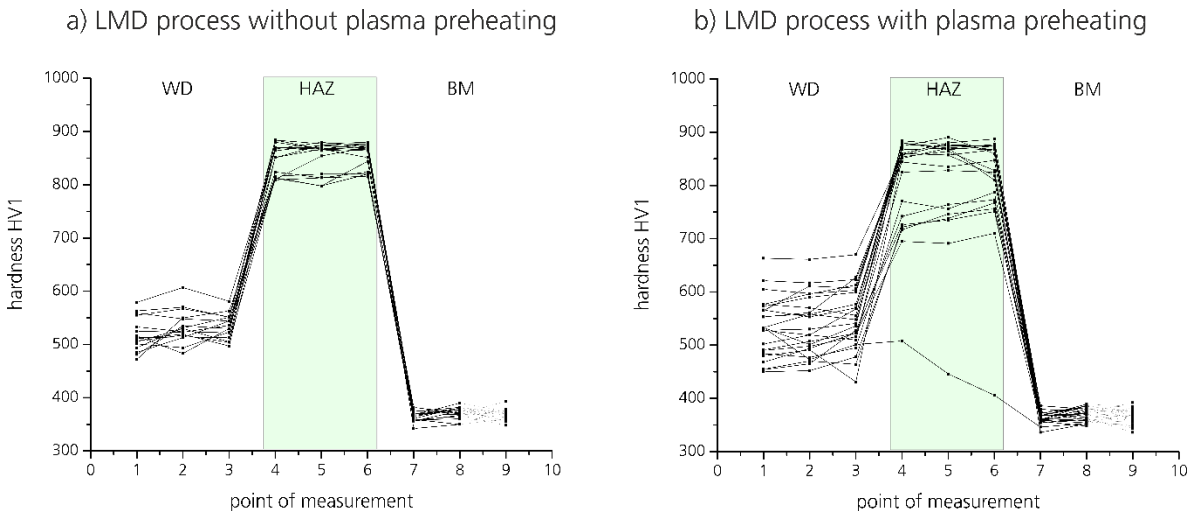 a) LMD process without plasma preheating
1000
900
800
700
600
500
400
300
hardness HV1
WD
HAZ
BM
0 1 2 3 4 5 6 7 8 9 10
point of measurement
b) LMD process with plasma preheating
1000
900
800
700
600
500
400
300
hardness HV1
WD
HAZ
BM
0 1 2 3 4 5 6 7 8 9 10
point of measurement